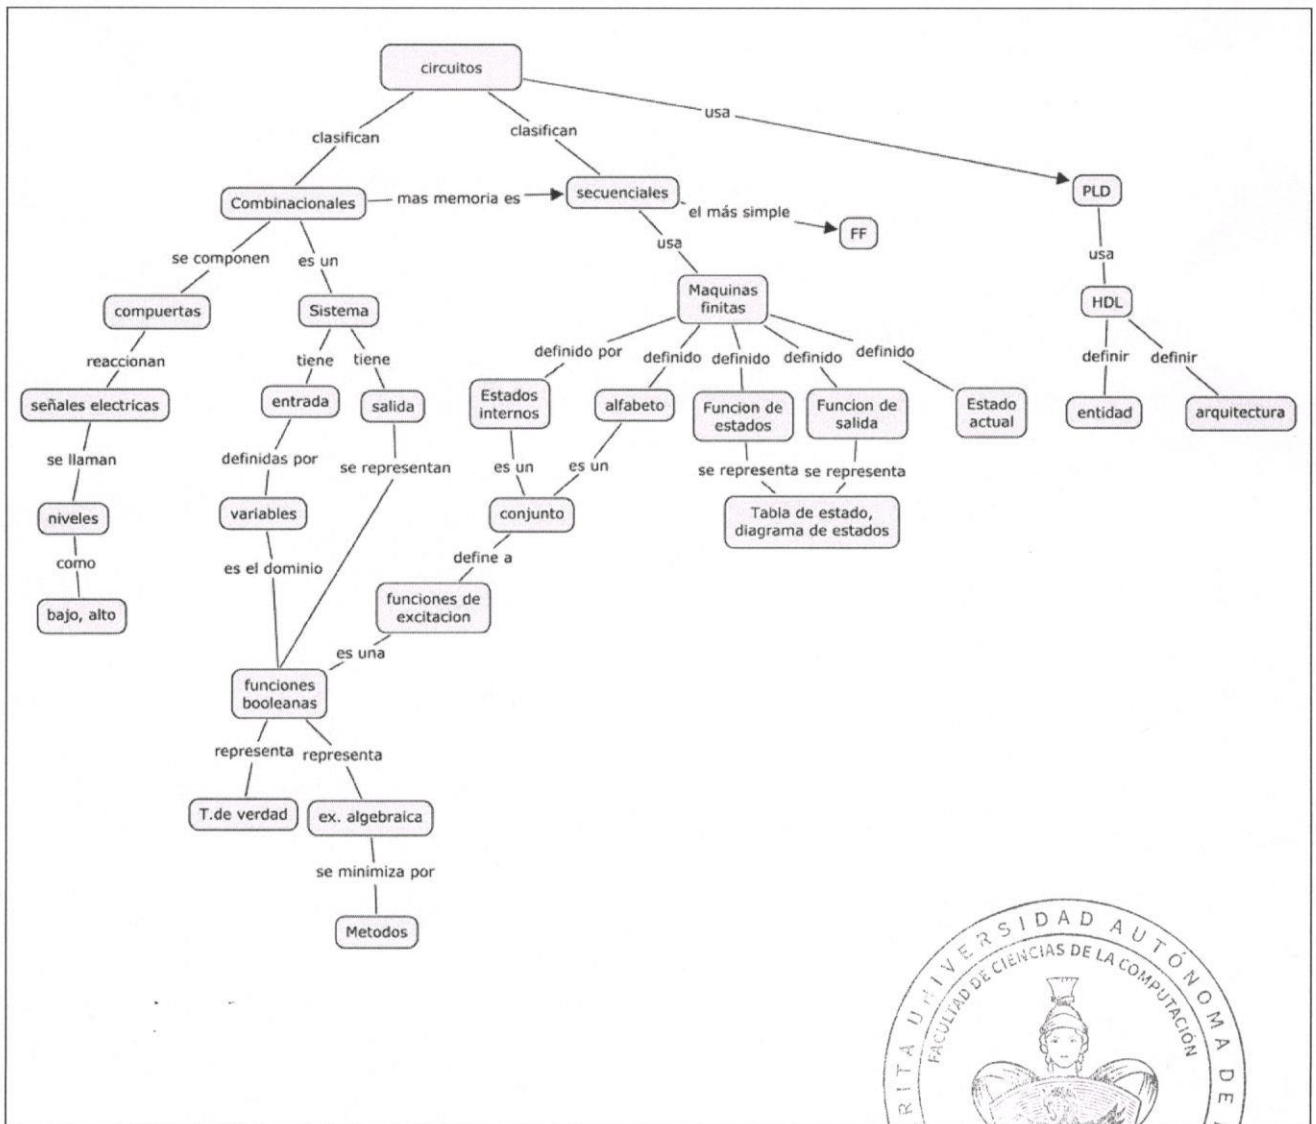 circuitos
usa
clasifican
clasifican
Combinacionales
mas memoria es
secuenciales
el más simple
FF
PLD
se componen
es un
usa
usa
compuertas
Sistema
Maquinas
finitas
HDL
reaccionan
tiene
tiene
definido por
definido
definido
definido
definido
definir
definir
señales electricas
entrada
salida
Estados
internos
alfabeto
Funcion de
estados
Funcion de
salida
Estado
actual
entidad
arquitectura
se llaman
definidas por
se representan
es un
es un
se representa
se representa
niveles
variables
conjunto
Tabla de estado,
diagrama de estados
como
es el dominio
define a
bajo, alto
funciones de
excitacion
es una
funciones
booleanas
representa
representa
T.de verdad
ex. algebraica
se minimiza por
Metodos
RITA UNIVERSIDAD AUTÓNOMA DE
FACULTAD DE CIENCIAS DE LA COMPUTACIÓN